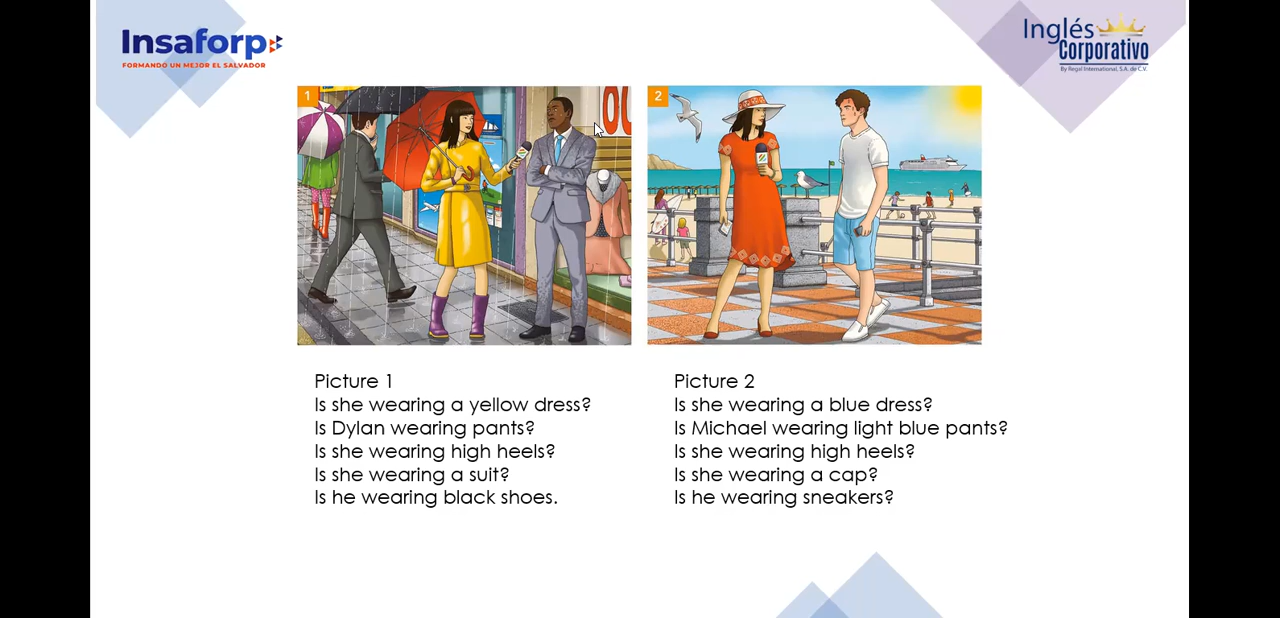 Insaforp
FORMANDO UN MEJOR EL SALVADOR
Inglés
Corporativo
By Regal International, S.A. de C.V.
1
OU
2
Picture 1
Is she wearing a yellow dress?
Is Dylan wearing pants?
Is she wearing high heels?
Is she wearing a suit?
Is he wearing black shoes.
Picture 2
Is she wearing a blue dress?
Is Michael wearing light blue pants?
Is she wearing high heels?
Is she wearing a cap?
Is he wearing sneakers?